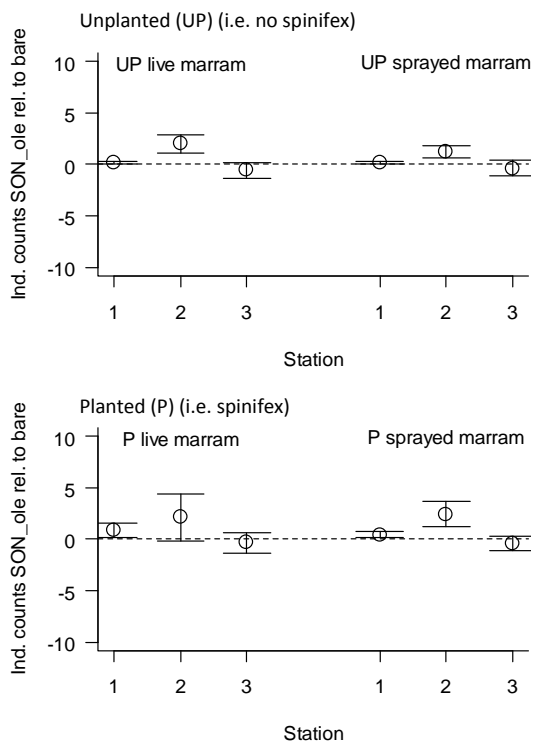 Unplanted (UP) (i.e. no spinifex)
UP live marram
UP sprayed marram
Ind. counts SON_ole rel. to bare
10
5
0
-5
-10
1 2 3 1 2 3
Station
Planted (P) (i.e. spinifex)
P live marram
P sprayed marram
Ind. counts SON_ole rel. to bare
10
5
0
-5
-10
1 2 3 1 2 3
Station